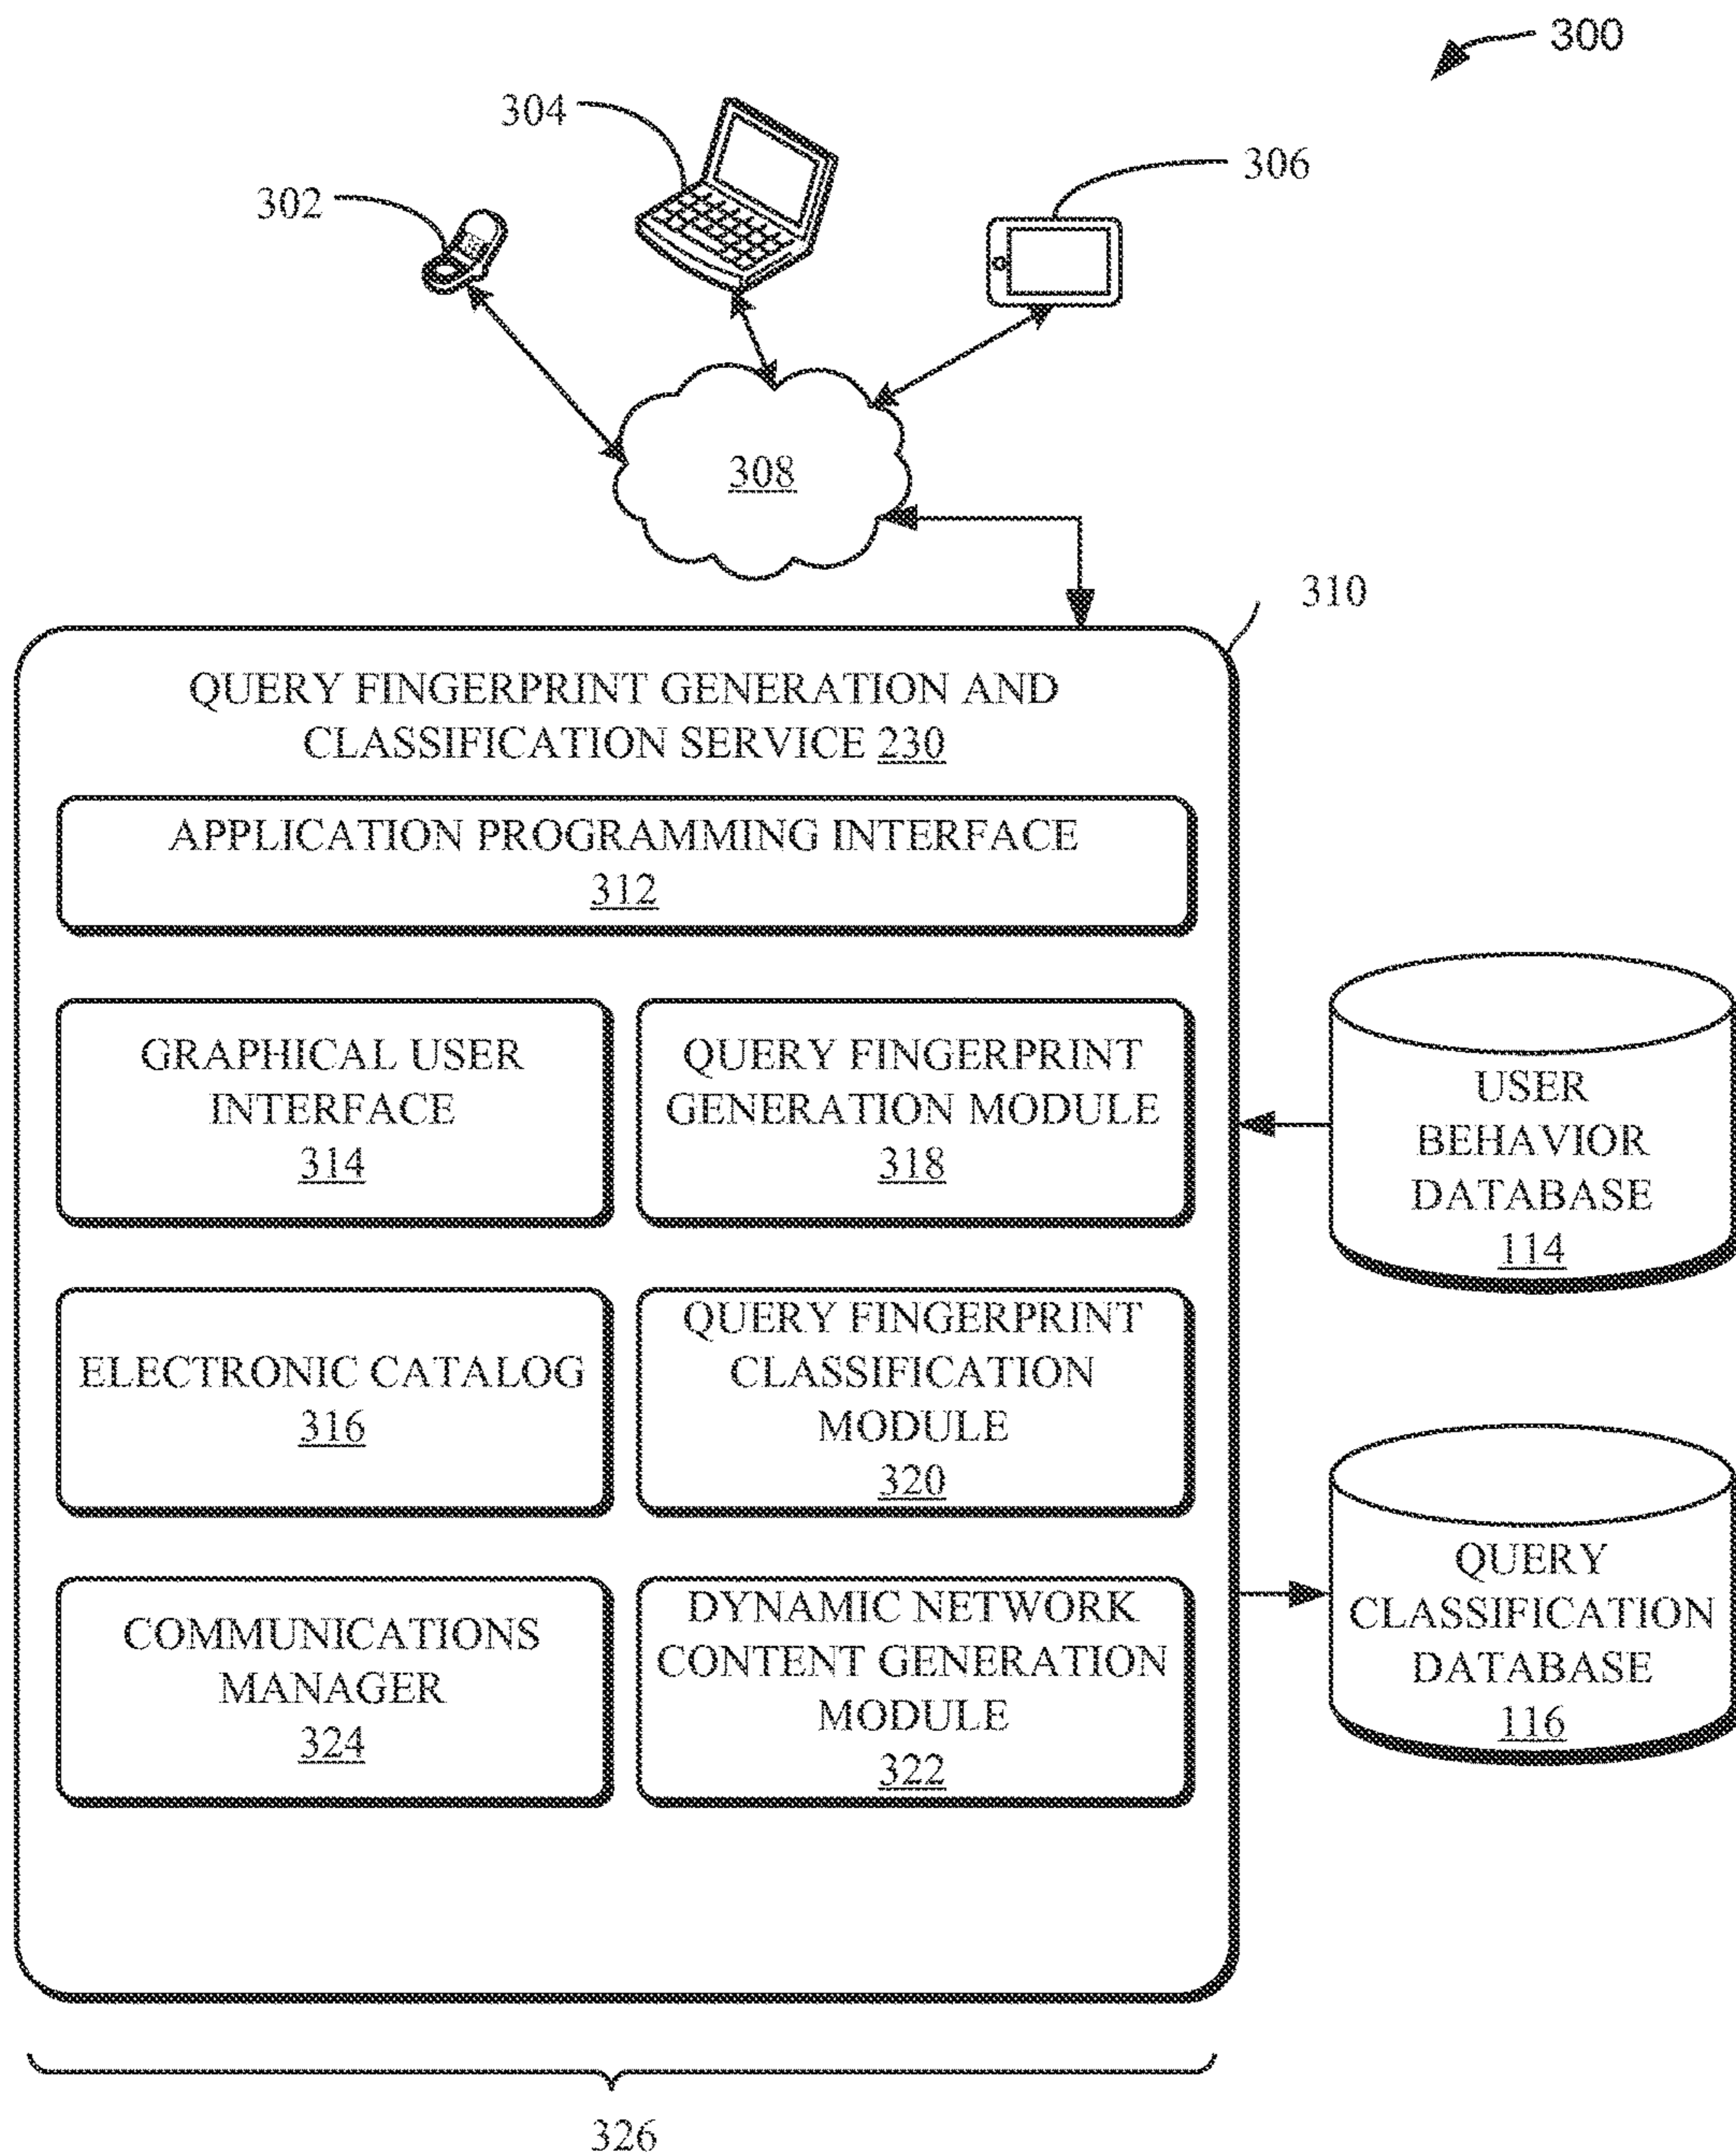 300
304
302
306
308
310
QUERY FINGERPRINT GENERATION AND
CLASSIFICATION SERVICE 230
APPLICATION PROGRAMMING INTERFACE
312
GRAPHICAL USER
INTERFACE
314
QUERY FINGERPRINT
GENERATION MODULE
318
USER
BEHAVIOR
DATABASE
114
ELECTRONIC CATALOG
316
QUERY FINGERPRINT
CLASSIFICATION
MODULE
320
QUERY
CLASSIFICATION
DATABASE
116
COMMUNICATIONS
MANAGER
324
DYNAMIC NETWORK
CONTENT GENERATION
MODULE
322
326